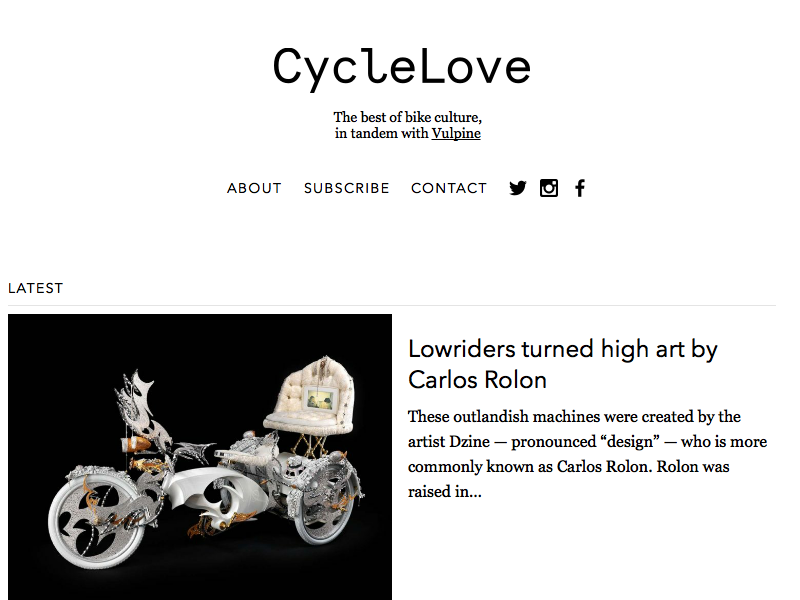 CycleLove
The best of bike culture,
in tandem with Vulpine
ABOUT SUBSCRIBE CONTACT
LATEST
Lowriders turned high art by
Carlos Rolon
These outlandish machines were created by the
artist Dzine — pronounced “design” — who is more
commonly known as Carlos Rolon. Rolon was
raised in...